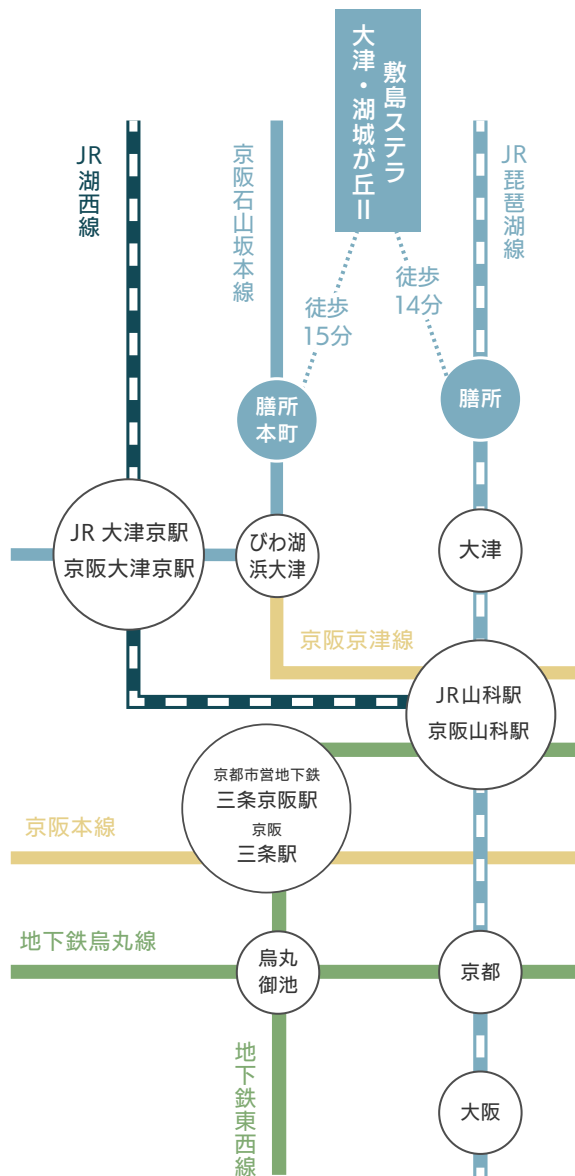 敷島ステラ
大津・湖城が丘Ⅱ
JR湖西線
京阪石山坂本線
JR琵琶湖線
徒歩
15分
徒歩
14分
膳所
本町
膳所
JR 大津京駅
京阪大津京駅
びわ湖
浜大津
大津
京阪京津線
JR山科駅
京阪山科駅
京都市営地下鉄
三条京阪駅
京阪
三条駅
京阪本線
地下鉄烏丸線
烏丸
御池
京都
地下鉄東西線
大阪